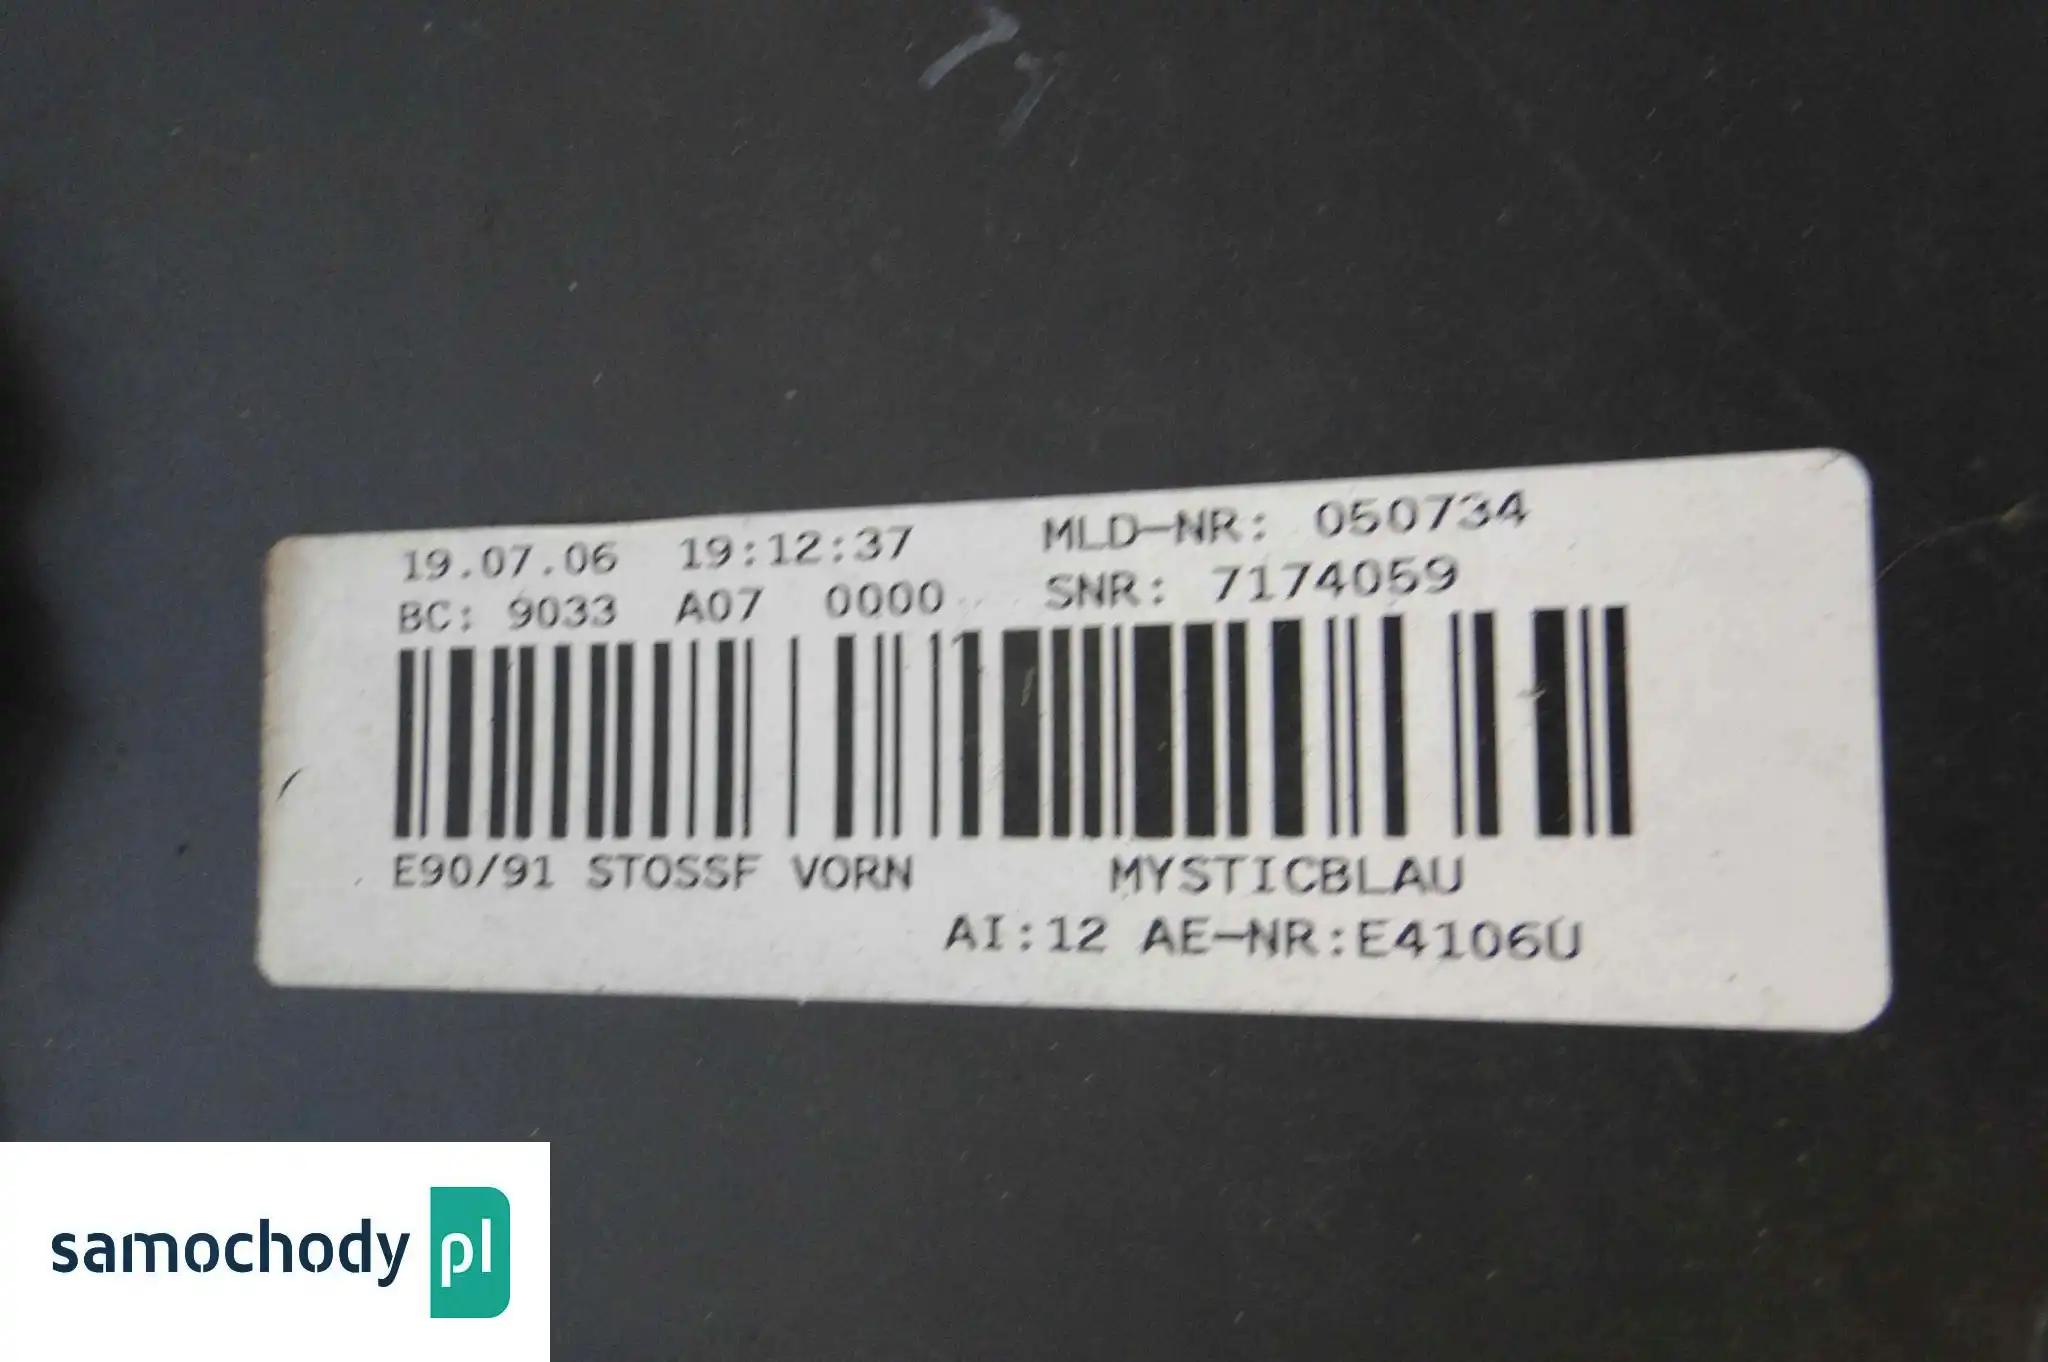 19.07.06 19:12:37 MLD-NR: 050734
BC: 9033 A07 0000 SNR: 7174059
E90/91 STOSSF VORN MYSTICBLAU
AI:12 AE-NR:E4106U
samochody pl